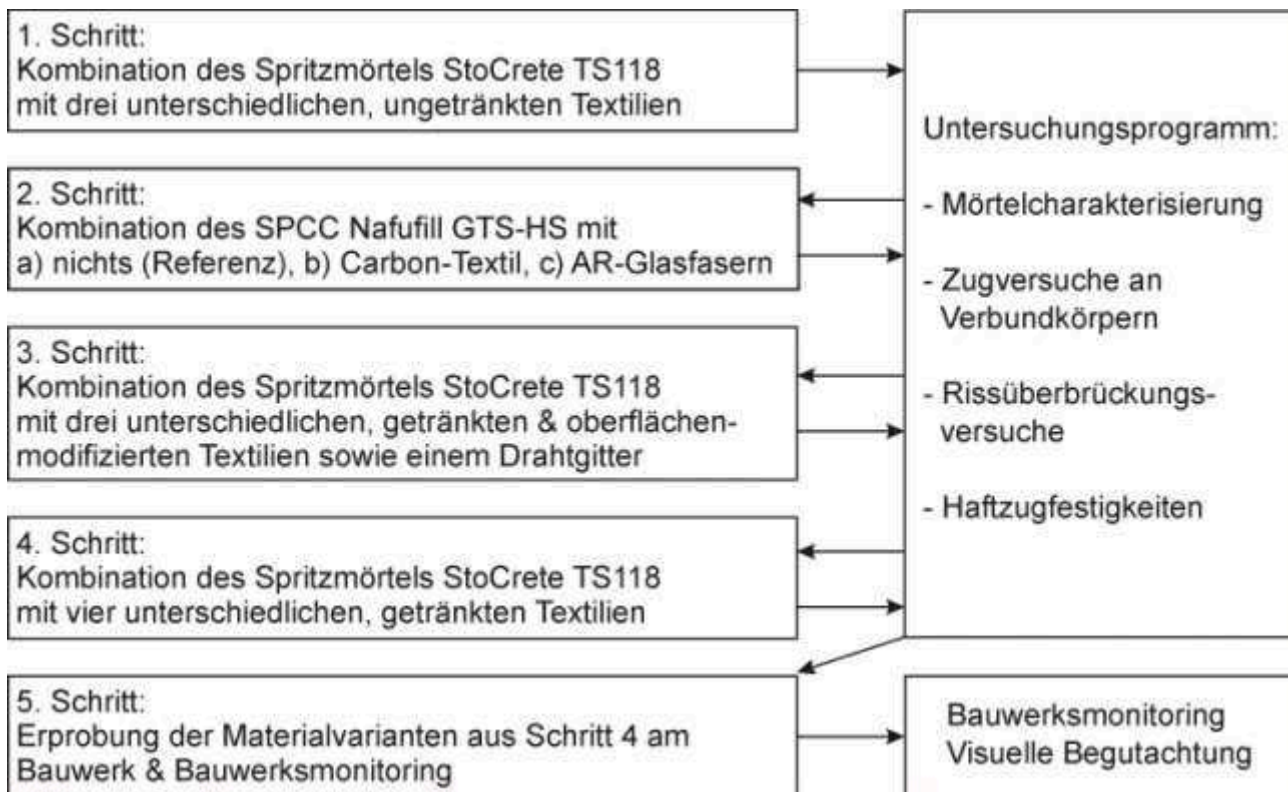 1. Schritt:
Kombination des Spritzmörtels StoCrete TS118
mit drei unterschiedlichen, ungetränkten Textilien
2. Schritt:
Kombination des SPCC Nafufill GTS-HS mit
a) nichts (Referenz), b) Carbon-Textil, c) AR-Glasfasern
3. Schritt:
Kombination des Spritzmörtels StoCrete TS118
mit drei unterschiedlichen, getränkten & oberflächen-
modifizierten Textilien sowie einem Drahtgitter
4. Schritt:
Kombination des Spritzmörtels StoCrete TS118
mit vier unterschiedlichen, getränkten Textilien
5. Schritt:
Erprobung der Materialvarianten aus Schritt 4 am
Bauwerk & Bauwerksmonitoring
Untersuchungsprogramm:
- Mörtelcharakterisierung
- Zugversuche an
Verbundkörpern
- Rissüberbrückungs-
versuche
- Haftzugfestigkeiten
Bauwerksmonitoring
Visuelle Begutachtung